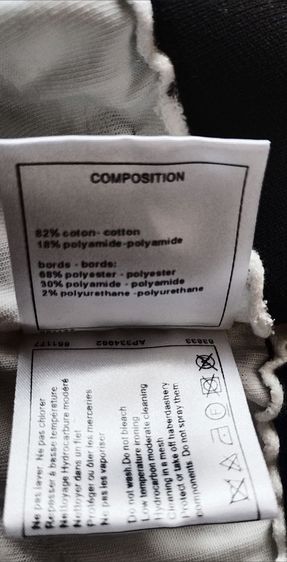 COMPOSITION
82% coton- cotton
18% polyamide-polyamide
bords - bords:
68% polyester - polyester
30% polyamide - polyamide
2% polyurethane -polyurethane
Ne pas laver Ne pas chlorer
Repasser à basse température
Nettoyage Hydrocarbure modéré
Nettoyer dans un filet
Protéger ou ôter les merceries
Ne pas les vaporiser
Do not wash.Do not bleach
Low temperature ironing
Hydrocarbon moderate cleaning
Cleaning in a mesh
Protect or take off haberdashery
components Do not spray them